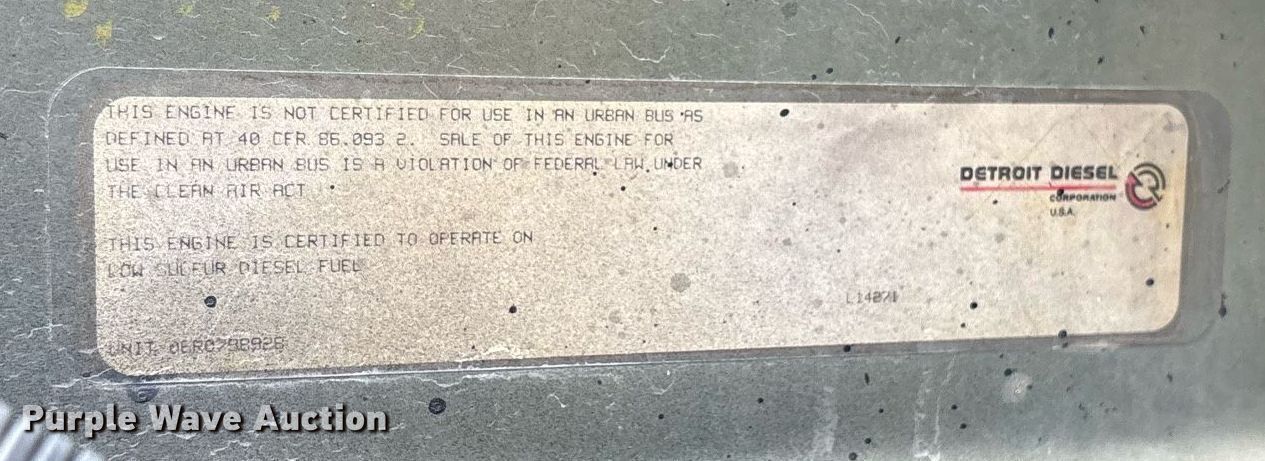 THIS ENGINE IS NOT CERTIFIED FOR USE IN AN URBAN BUS AS
DEFINED AT 40 CFR 86.093 2. SALE OF THIS ENGINE FOR
USE IN AN URBAN BUS IS A VIOLATION OF FEDERAL LAW UNDER
THE CLEAN AIR ACT
DETROIT DIESEL
CORPORATION
U.S.A.
THIS ENGINE IS CERTIFIED TO OPERATE ON
LOW SULFUR DIESEL FUEL
L14271
UNIT
Purple Wave Auction